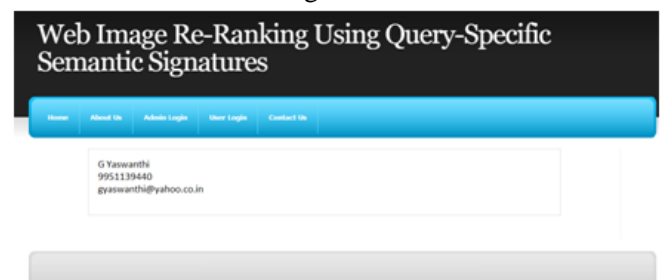 Web Image Re-Ranking Using Query-Specific
Semantic Signatures
Home About Us Admin Login User Login Contact Us
G Yaswanthi
9951139440
gyaswanthi@yahoo.co.in